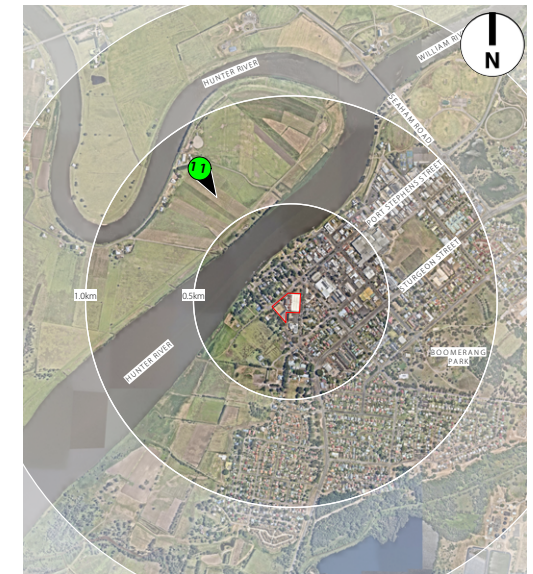 HUNTER RIVER
WILLIAM RIV
N
SEAHAM ROAD
11
PORT STEPHENS STREET
STURGEON STREET
1.0km
0.5km
HUNTER RIVER
BOOMERANG
PARK